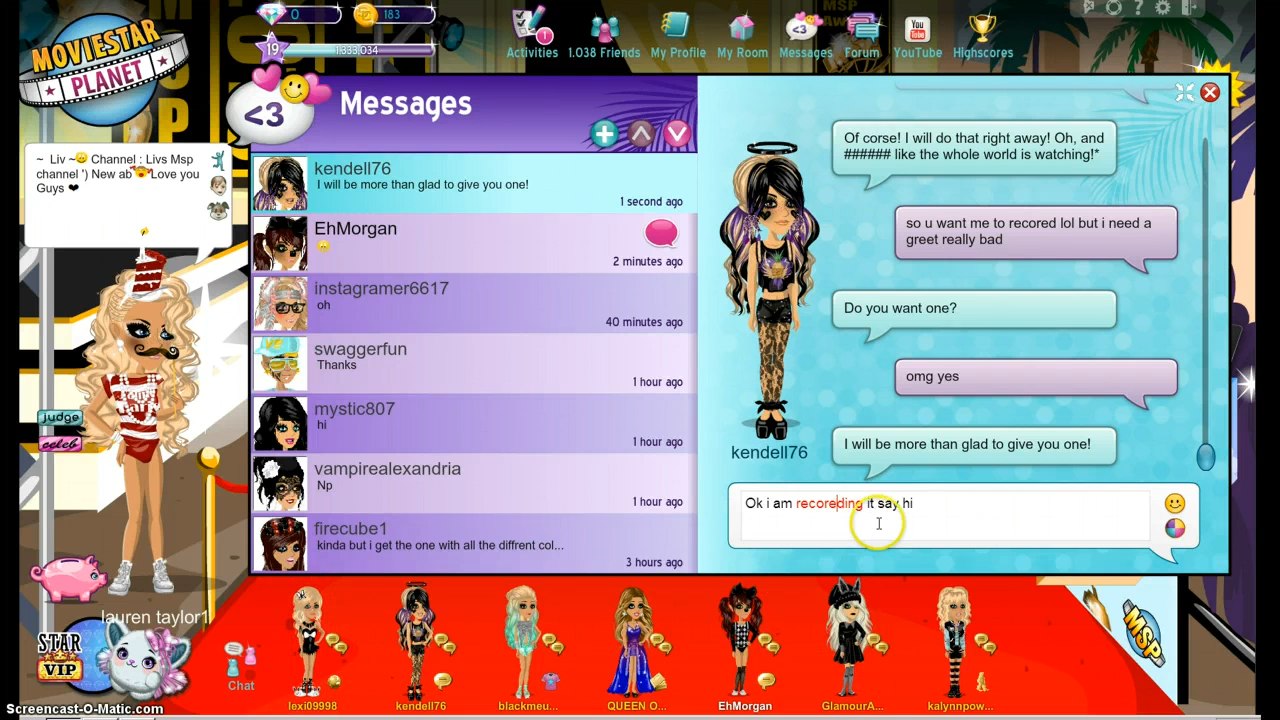 MOVIESTAR
PLANET
0
183
19
1.333.034
Activities
1.038 Friends
My Profile
My Room
<3
Messages
Forum
You
Tube
YouTube
Highscores
<3
Messages
~ Liv ~ Channel : Livs Msp
channel ') New ab Love you
Guys
kendell76
I will be more than glad to give you one!
1 second ago
EhMorgan
2 minutes ago
instagramer6617
oh
40 minutes ago
swaggerfun
Thanks
1 hour ago
mystic807
hi
1 hour ago
vampirealexandria
Np
1 hour ago
firecube1
kinda but i get the one with all the diffrent col...
3 hours ago
Of corse! I will do that right away! Oh, and
###### like the whole world is watching!*
so u want me to recored lol but i need a
greet really bad
Do you want one?
omg yes
I will be more than glad to give you one!
kendell76
Ok i am recoreding it say hi
judge
celeb
lauren taylor1
STAR
VIP
Chat
lexi09998
kendell76
blackmeu...
QUEEN O...
EhMorgan
GlamourA...
kalynnpow...
MSP
Screencast-O-Matic.com